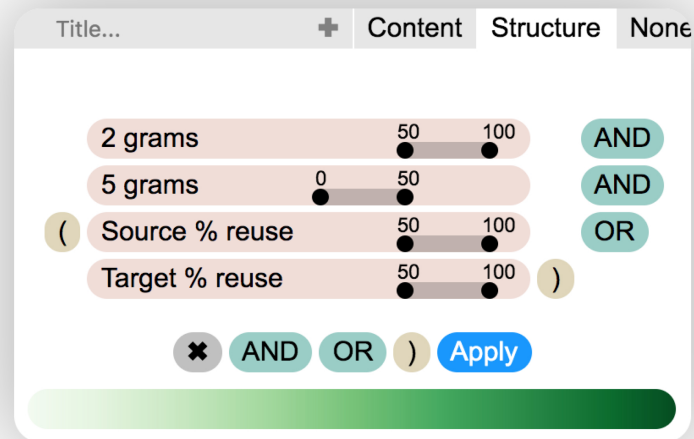 Title... ✚ Content Structure None
2 grams 50 100 AND
5 grams 0 50 AND
( Source % reuse 50 100 OR
Target % reuse 50 100 )
✖ AND OR ) Apply